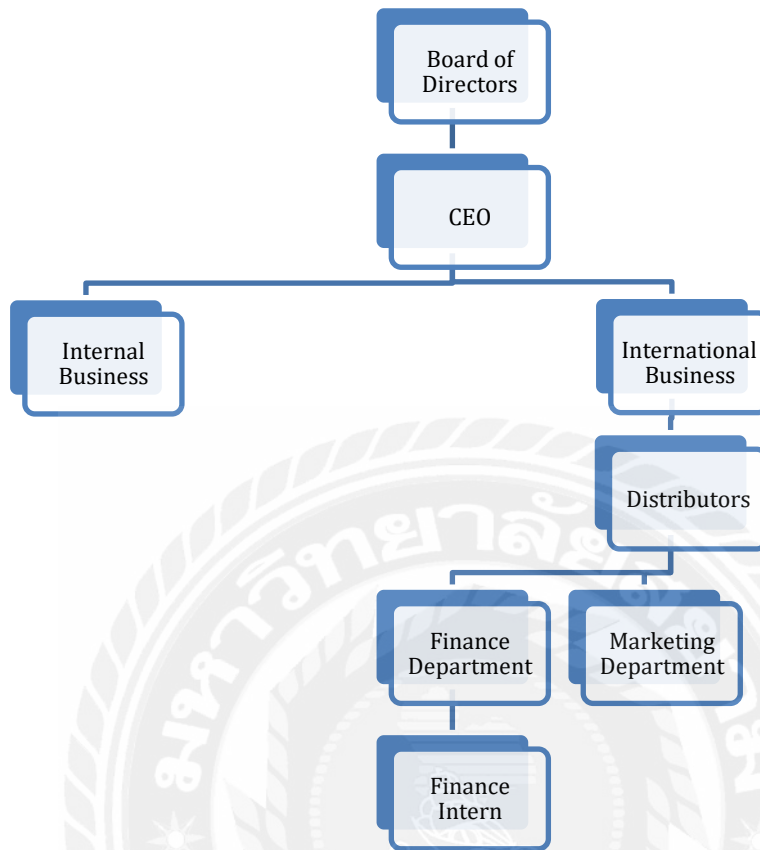 Board of
Directors
CEO
Internal
Business
International
Business
Distributors
Finance
Department
Marketing
Department
Finance
Intern